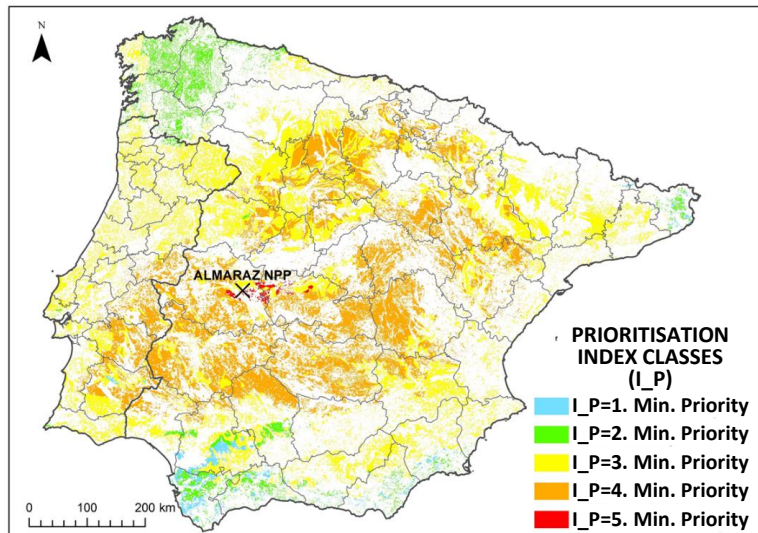 N
ALMARAZ NPP
PRIORITISATION
INDEX CLASSES
(I_P)
I_P=1. Min. Priority
I_P=2. Min. Priority
I_P=3. Min. Priority
I_P=4. Min. Priority
I_P=5. Min. Priority
0 100 200 km